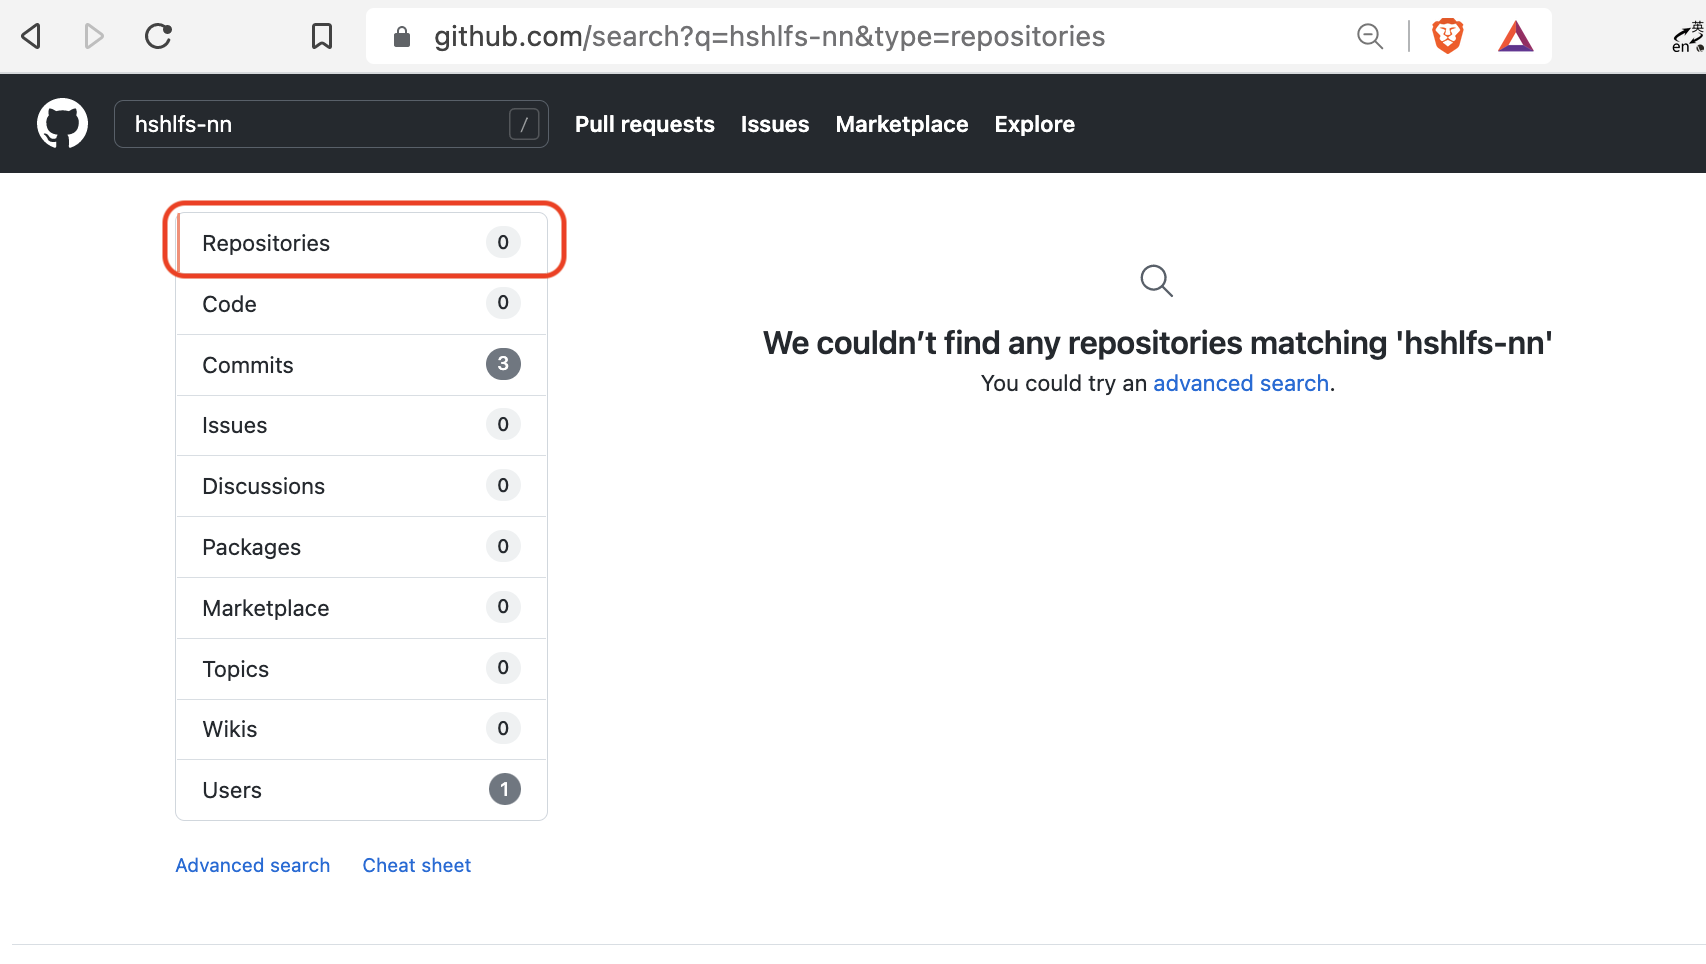 github.com/search?q=hshlfs-nn&type=repositories
英
en
hshlfs-nn
/
Pull requests
Issues
Marketplace
Explore
Repositories 0
Code 0
Commits 3
Issues 0
Discussions 0
Packages 0
Marketplace 0
Topics 0
Wikis 0
Users 1
Advanced search
Cheat sheet
We couldn’t find any repositories matching 'hshlfs-nn'
You could try an advanced search.